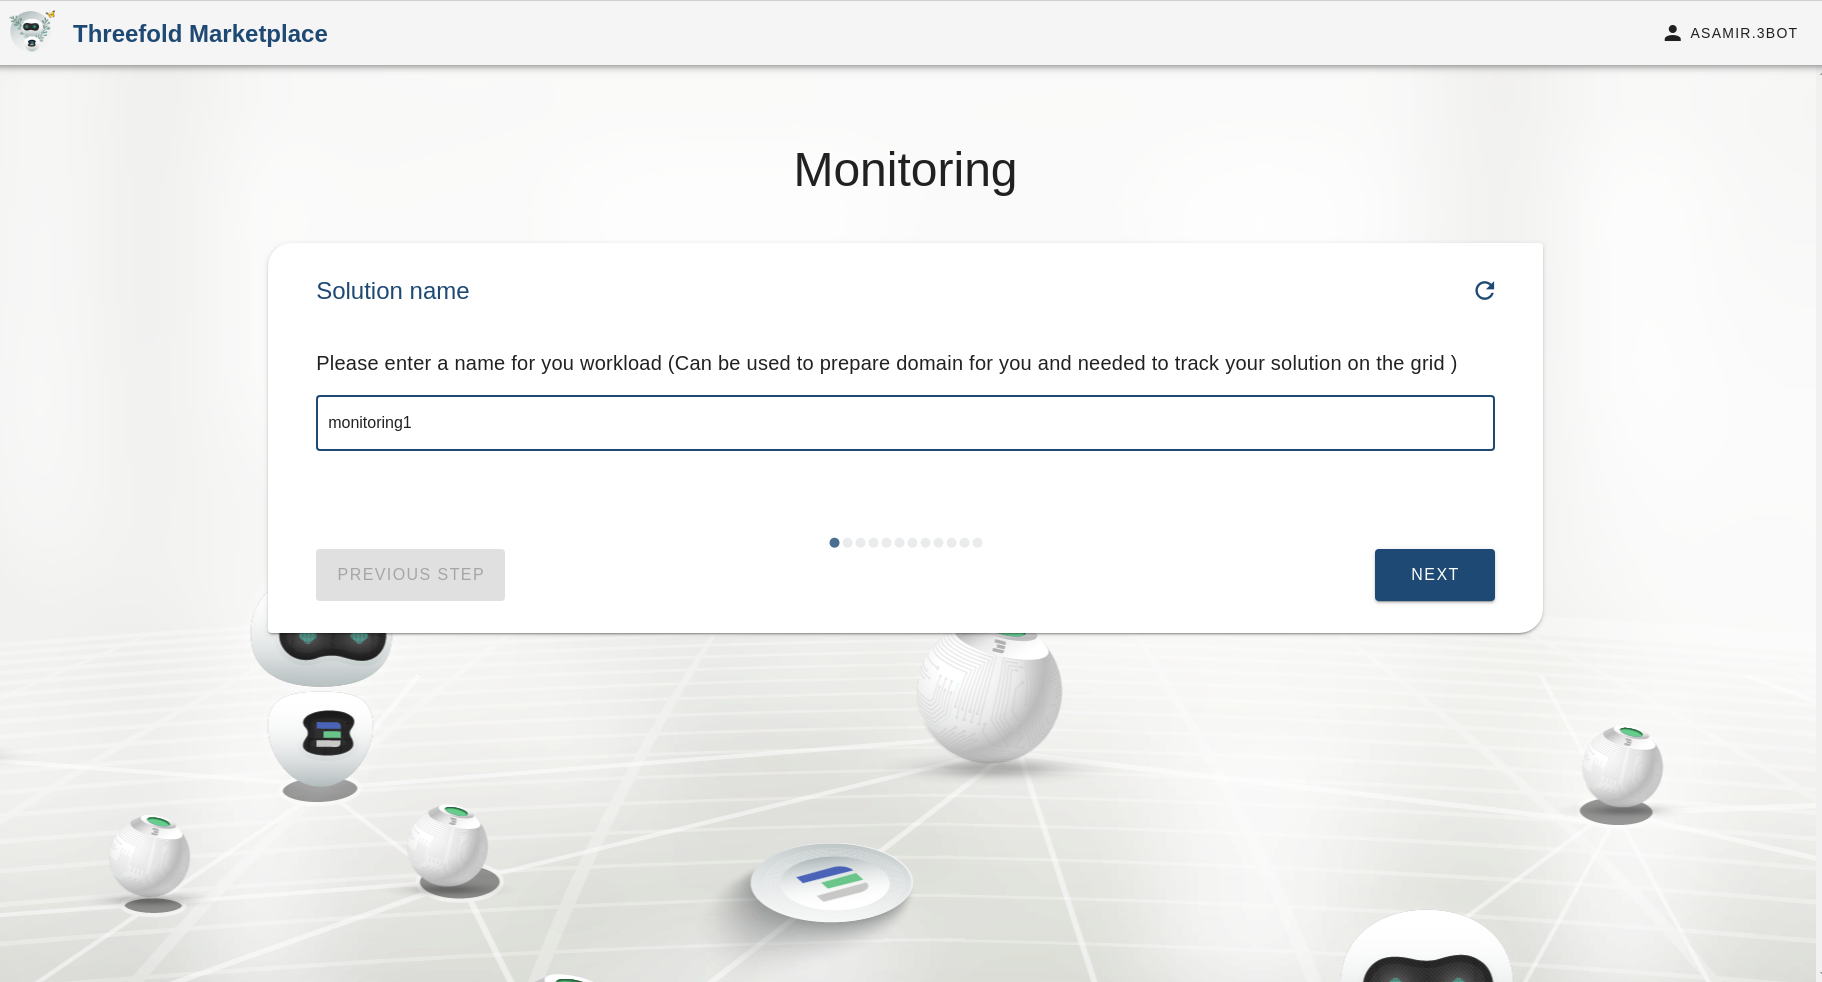 Threefold Marketplace
ASAMIR.3BOT
Monitoring
Solution name
Please enter a name for you workload (Can be used to prepare domain for you and needed to track your solution on the grid )
monitoring1
PREVIOUS STEP
NEXT